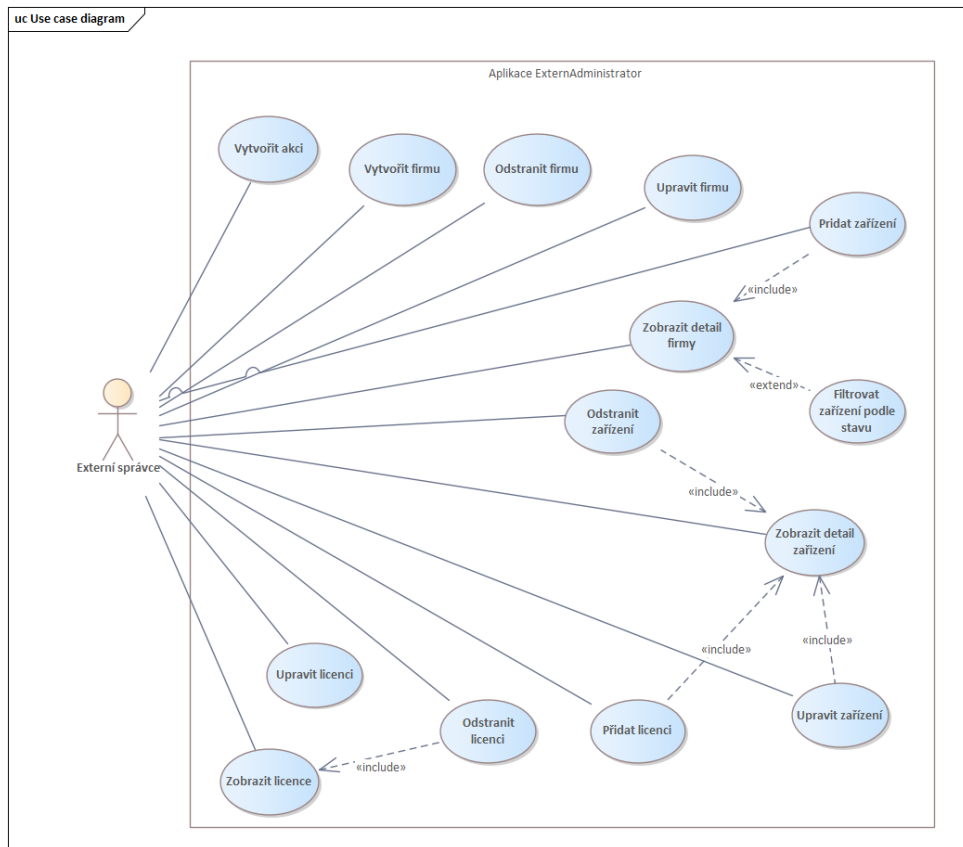 uc Use case diagram
Aplikace ExternAdministrator
Vytvořit akci
Vytvořit firmu
Odstranit firmu
Upravit firmu
Pridat zařízení
«include»
Zobrazit detail
firmy
«extend»
Filtrovat
zařízení podle
stavu
Odstranit
zařízení
Externí správce
«include»
Zobrazit detail
zařízení
«include»
«include»
Upravit licenci
Odstranit
licenci
Přidat licenci
Upravit zařízení
«include»
Zobrazit licence